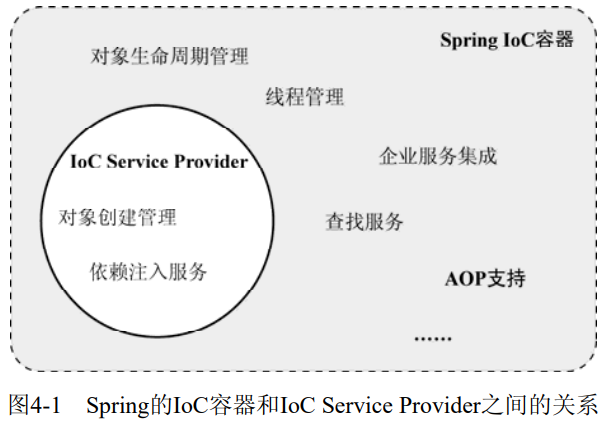 Spring IoC容器
对象生命周期管理
线程管理
IoC Service Provider
企业服务集成
对象创建管理
查找服务
依赖注入服务
AOP支持
……
图4-1 Spring的IoC容器和IoC Service Provider之间的关系